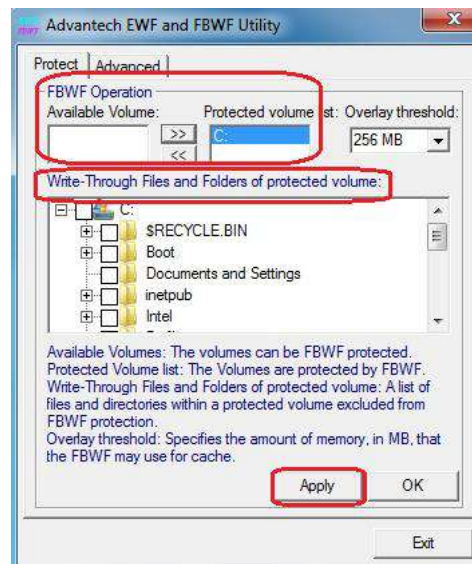 Advantech EWF and FBWF Utility
Protect Advanced
FBWF Operation
Available Volume: Protected volume list: Overlay threshold:
>> C: 256 MB
<<
Write-Through Files and Folders of protected volume:
C:
$RECYCLE.BIN
Boot
Documents and Settings
inetpub
Intel
Available Volumes: The volumes can be FBWF protected.
Protected Volume list: The Volumes are protected by FBWF.
Write-Through Files and Folders of protected volume: A list of
files and directories within a protected volume excluded from
FBWF protection.
Overlay threshold: Specifies the amount of memory, in MB, that
the FBWF may use for cache.
Apply OK
Exit